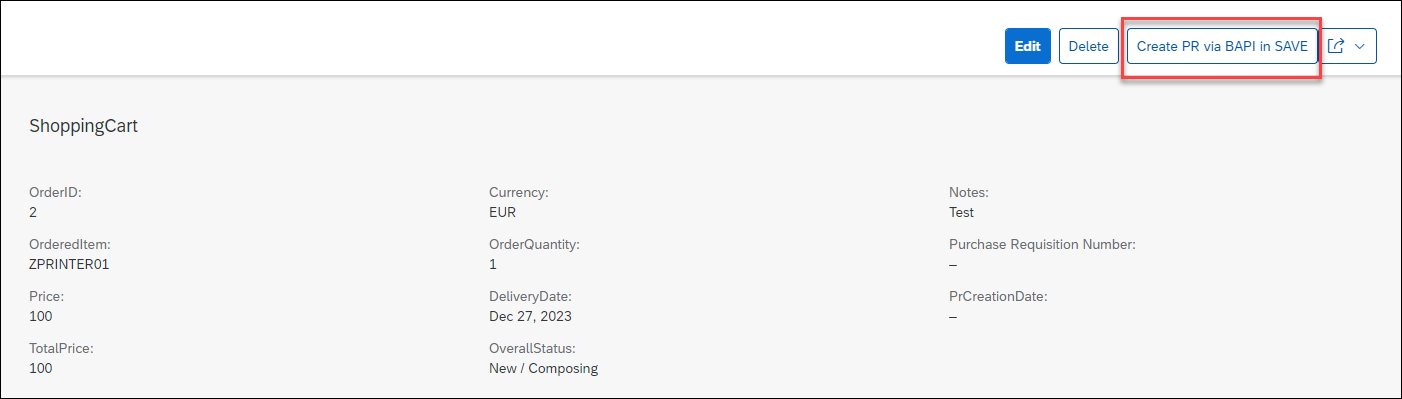 Edit Delete Create PR via BAPI in SAVE
ShoppingCart
OrderID:
2
OrderedItem:
ZPRINTER01
Price:
100
TotalPrice:
100
Currency:
EUR
OrderQuantity:
1
DeliveryDate:
Dec 27, 2023
OverallStatus:
New / Composing
Notes:
Test
Purchase Requisition Number:
–
PrCreationDate:
–